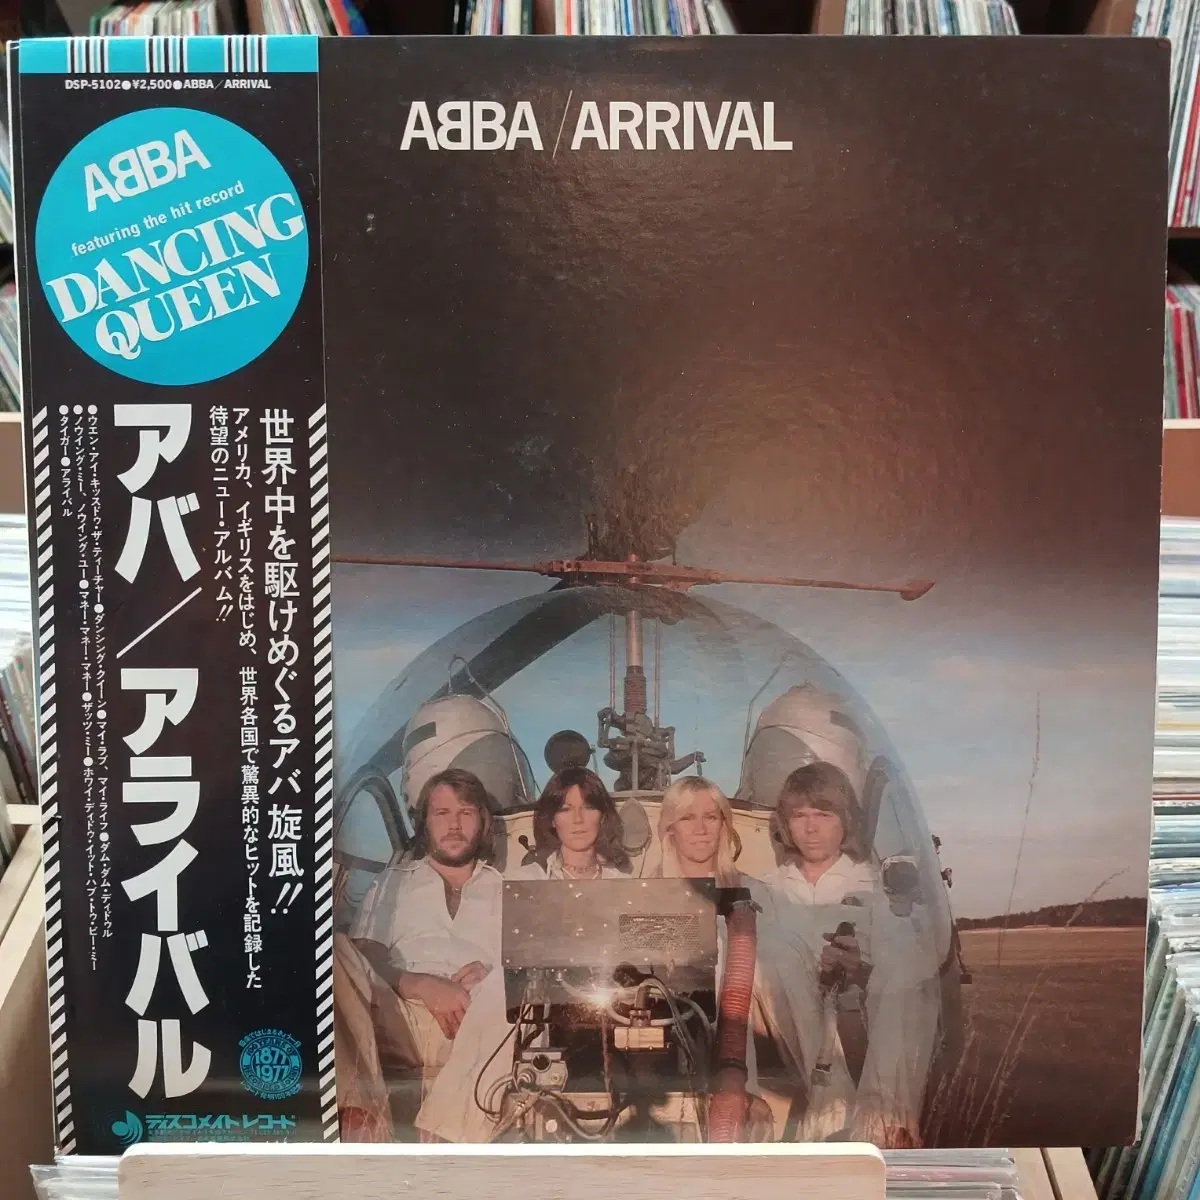 DSP-5102●¥2,500●ABBA/ARRIVAL
ABBA
featuring the hit record
DANCING
QUEEN
ABBA/ARRIVAL
世界中を駆けめぐるアバ旋風!!
アメリカ、イギリスをはじめ、世界各国で驚異的なヒットを記録した
待望のニュー・アルバム!!
アバ/アライバル
●ウエン・アイ・キッスドゥ・ザ・ティーチャー●ダンシング・クイーン●マイ・ラブ、マイ・ライフ●ダム・ダム・ディドゥル
●ノウイング・ミー、ノウイング・ユー●マネー・マネー・マネー●ザッツ・ミー●ホワイ・ディドゥ・イット・ハブ・トゥ・ビー・ミー
●タイガー●アライバル
1877
1977
ディスコメイトレコード